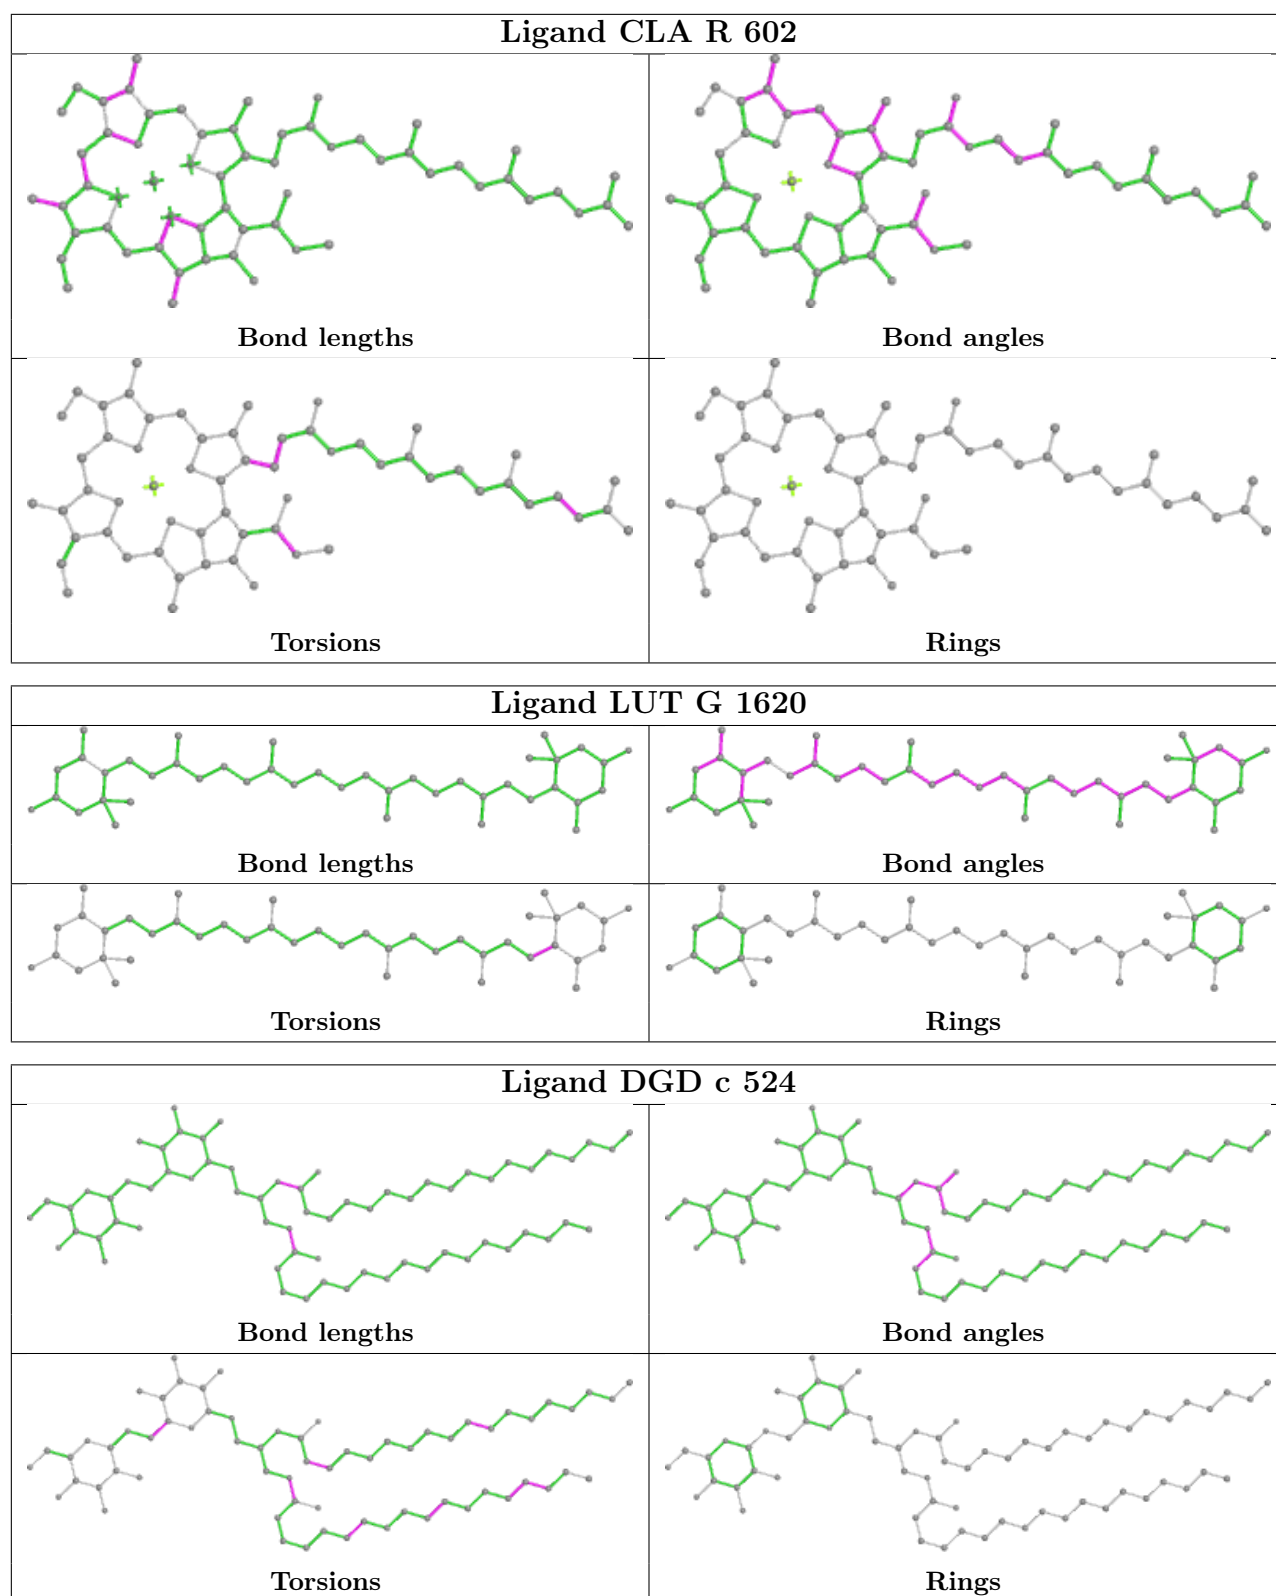 Ligand CLA R 602
Bond lengths
Bond angles
Torsions
Rings
Ligand LUT G 1620
Bond lengths
Bond angles
Torsions
Rings
Ligand DGD c 524
Bond lengths
Bond angles
Torsions
Rings